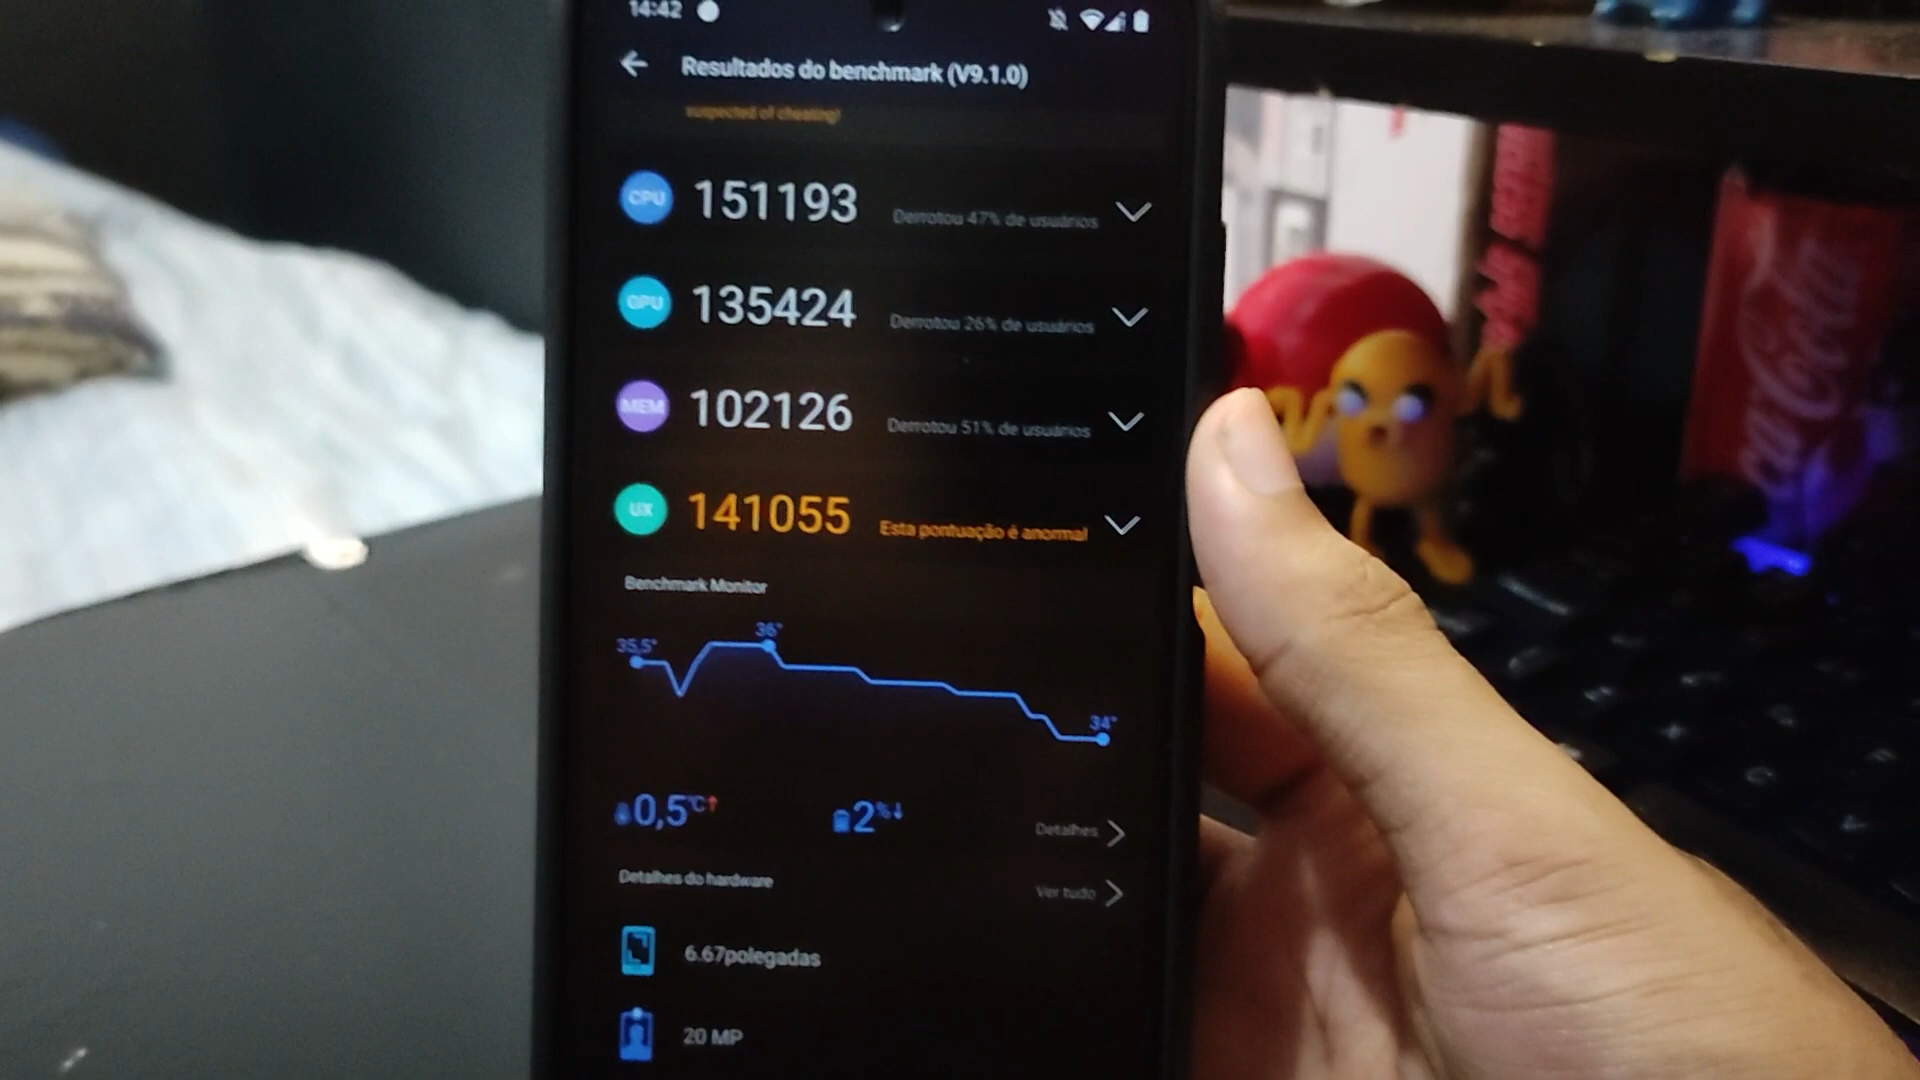 14:42
Resultados do benchmark (V9.1.0)
suspected of cheating!
CPU 151193 Derrotou 47% de usuários
GPU 135424 Derrotou 26% de usuários
MEM 102126 Derrotou 51% de usuários
UX 141055 Esta pontuação é anormal
Benchmark Monitor
35,5° 36° 34°
0,5°C↑ 2%↓ Detalhes
Detalhes do hardware Ver tudo
6.67polegadas
20 MP